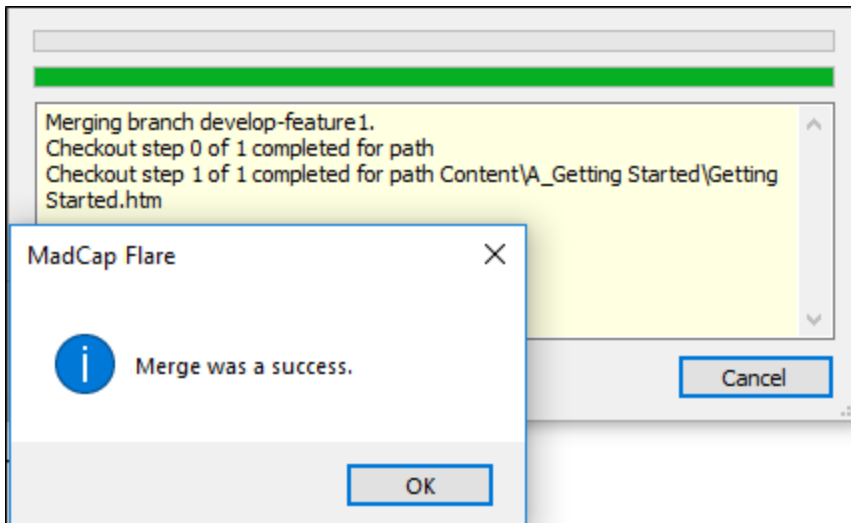 Merging branch develop-feature1.
Checkout step 0 of 1 completed for path
Checkout step 1 of 1 completed for path Content\A_Getting Started\Getting
Started.htm
MadCap Flare
Merge was a success.
Cancel
OK